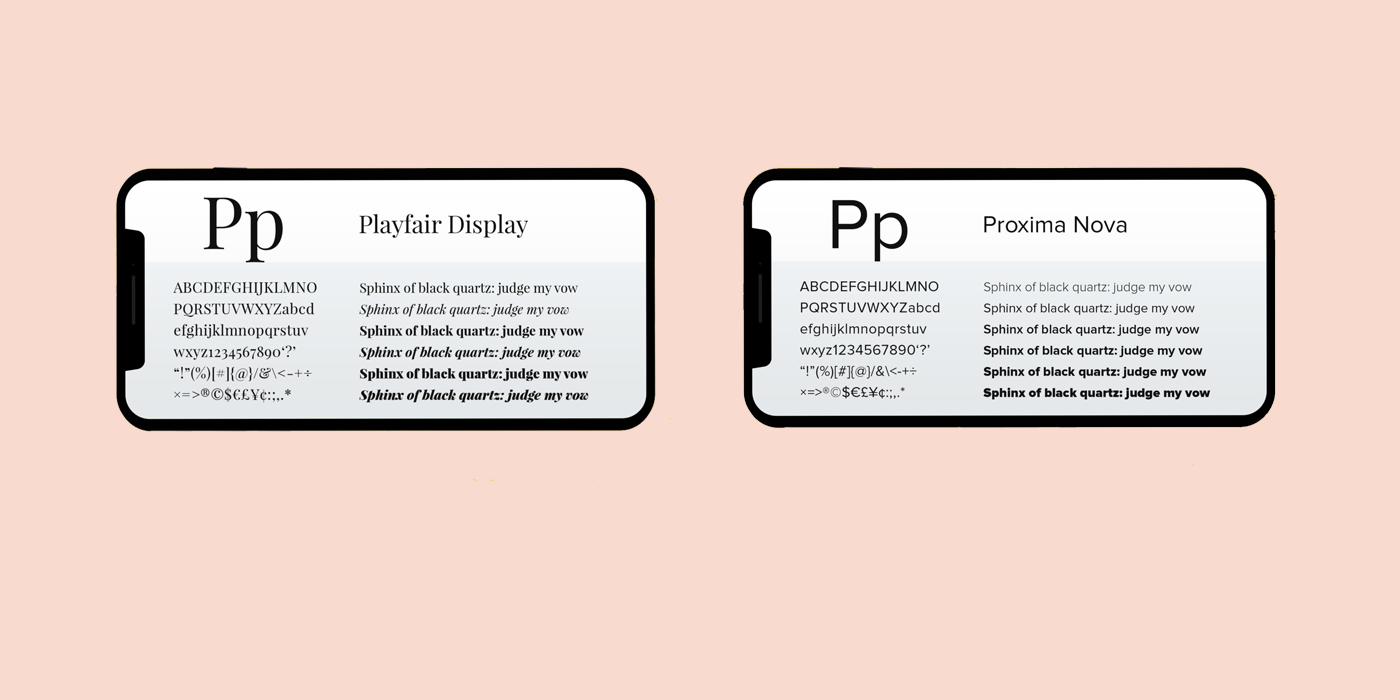 Pp
Playfair Display
ABCDEFGHIJKLMNO
PQRSTUVWXYZabcd
efghijklmnopqrstuv
wxyz1234567890‘?’
“!”(%)[#]{@}/&\<-+÷
×=>®©$€£¥¢:;,.*
Sphinx of black quartz: judge my vow
Sphinx of black quartz: judge my vow
Sphinx of black quartz: judge my vow
Sphinx of black quartz: judge my vow
Sphinx of black quartz: judge my vow
Sphinx of black quartz: judge my vow
Pp
Proxima Nova
ABCDEFGHIJKLMNO
PQRSTUVWXYZabcd
efghijklmnopqrstuv
wxyz1234567890‘?’
“!”(%)[#]{@}/&\<-+÷
×=>®©$€£¥¢:;,.*
Sphinx of black quartz: judge my vow
Sphinx of black quartz: judge my vow
Sphinx of black quartz: judge my vow
Sphinx of black quartz: judge my vow
Sphinx of black quartz: judge my vow
Sphinx of black quartz: judge my vow